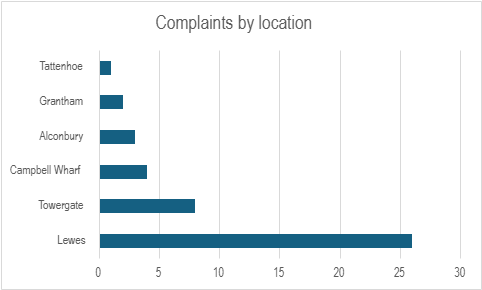 Complaints by location
Tattenhoe
Grantham
Alconbury
Campbell Wharf
Towergate
Lewes
0 5 10 15 20 25 30